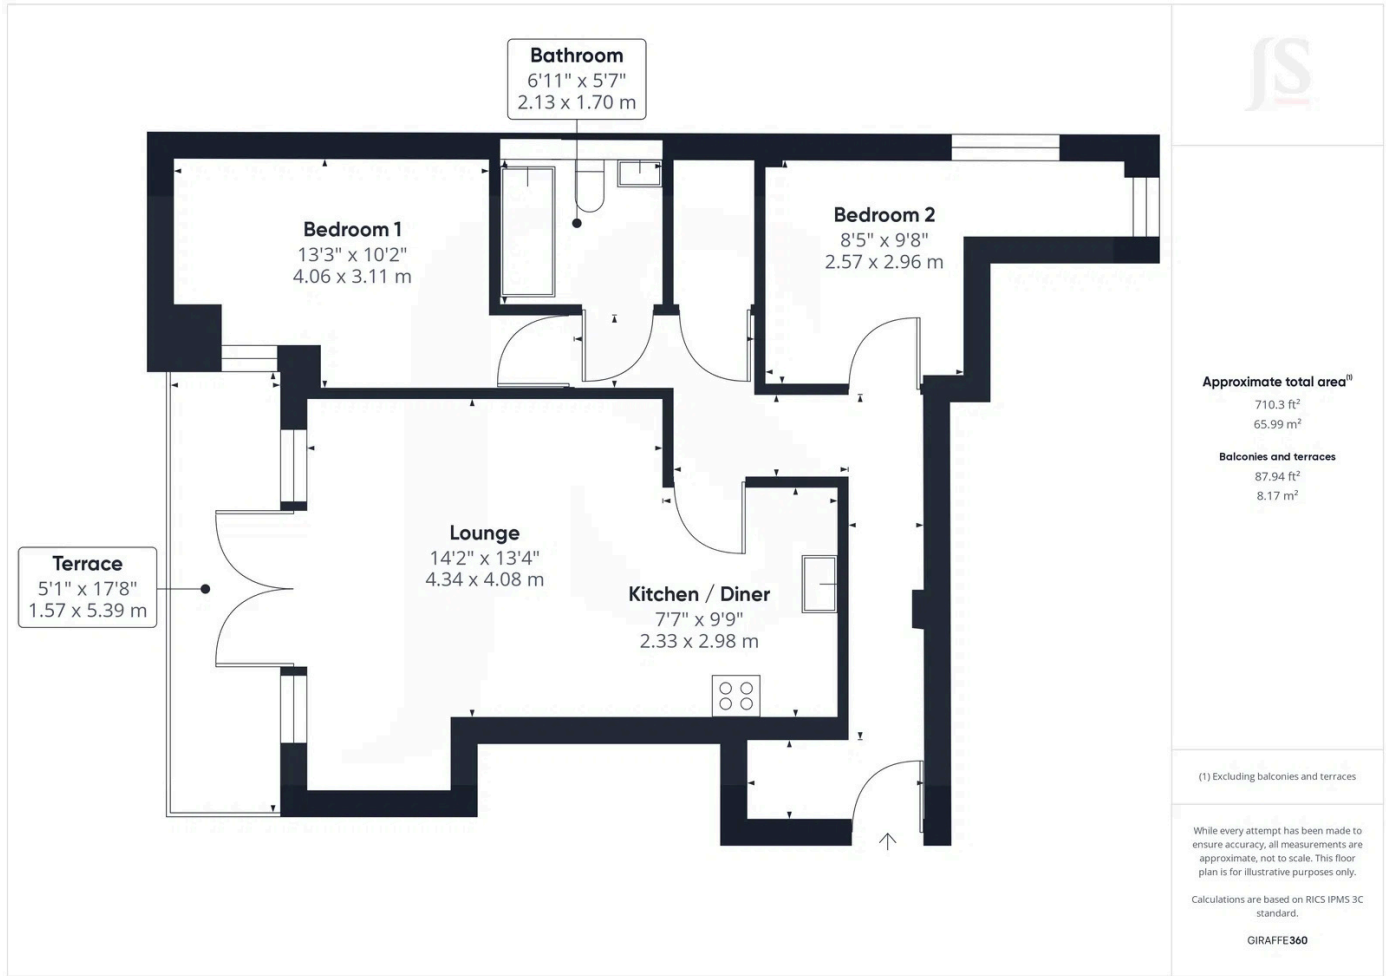 Bathroom
6'11" x 5'7"
2.13 x 1.70 m
Bedroom 1
13'3" x 10'2"
4.06 x 3.11 m
Bedroom 2
8'5" x 9'8"
2.57 x 2.96 m
Lounge
14'2" x 13'4"
4.34 x 4.08 m
Terrace
5'1" x 17'8"
1.57 x 5.39 m
Kitchen / Diner
7'7" x 9'9"
2.33 x 2.98 m
JS
Approximate total area(1)
710.3 ft²
65.99 m²
Balconies and terraces
87.94 ft²
8.17 m²
(1) Excluding balconies and terraces
While every attempt has been made to
ensure accuracy, all measurements are
approximate, not to scale. This floor
plan is for illustrative purposes only.
Calculations are based on RICS IPMS 3C
standard.
GIRAFFE360